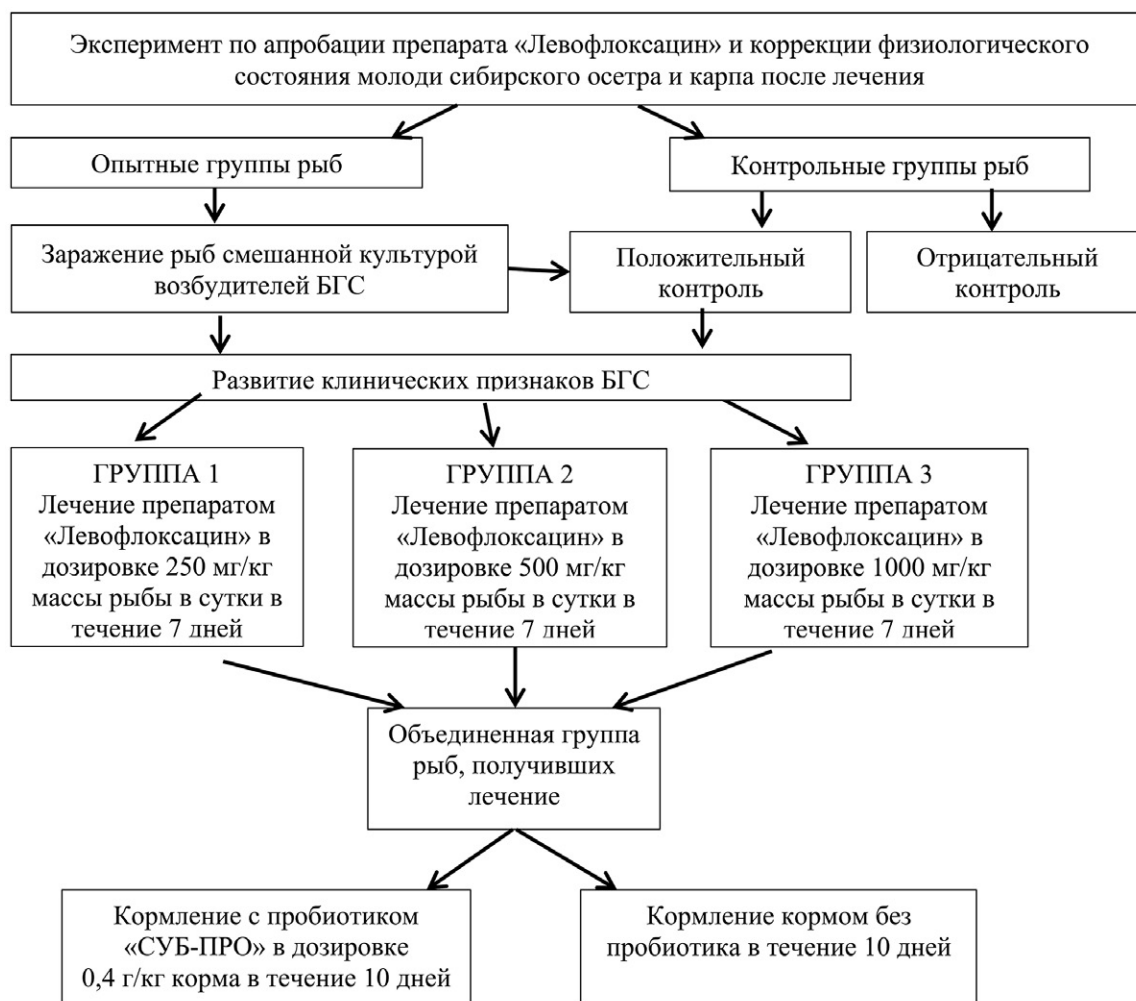 Эксперимент по апробации препарата «Левофлоксацин» и коррекции физиологического
состояния молоди сибирского осетра и карпа после лечения
Опытные группы рыб
Контрольные группы рыб
Заражение рыб смешанной культурой
возбудителей БГС
Положительный
контроль
Отрицательный
контроль
Развитие клинических признаков БГС
ГРУППА 1
Лечение препаратом
«Левофлоксацин» в
дозировке 250 мг/кг
массы рыбы в сутки в
течение 7 дней
ГРУППА 2
Лечение препаратом
«Левофлоксацин» в
дозировке 500 мг/кг
массы рыбы в сутки в
течение 7 дней
ГРУППА 3
Лечение препаратом
«Левофлоксацин» в
дозировке 1000 мг/кг
массы рыбы в сутки в
течение 7 дней
Объединенная группа
рыб, получивших
лечение
Кормление с пробиотиком
«СУБ-ПРО» в дозировке
0,4 г/кг корма в течение 10 дней
Кормление кормом без
пробиотика в течение 10 дней